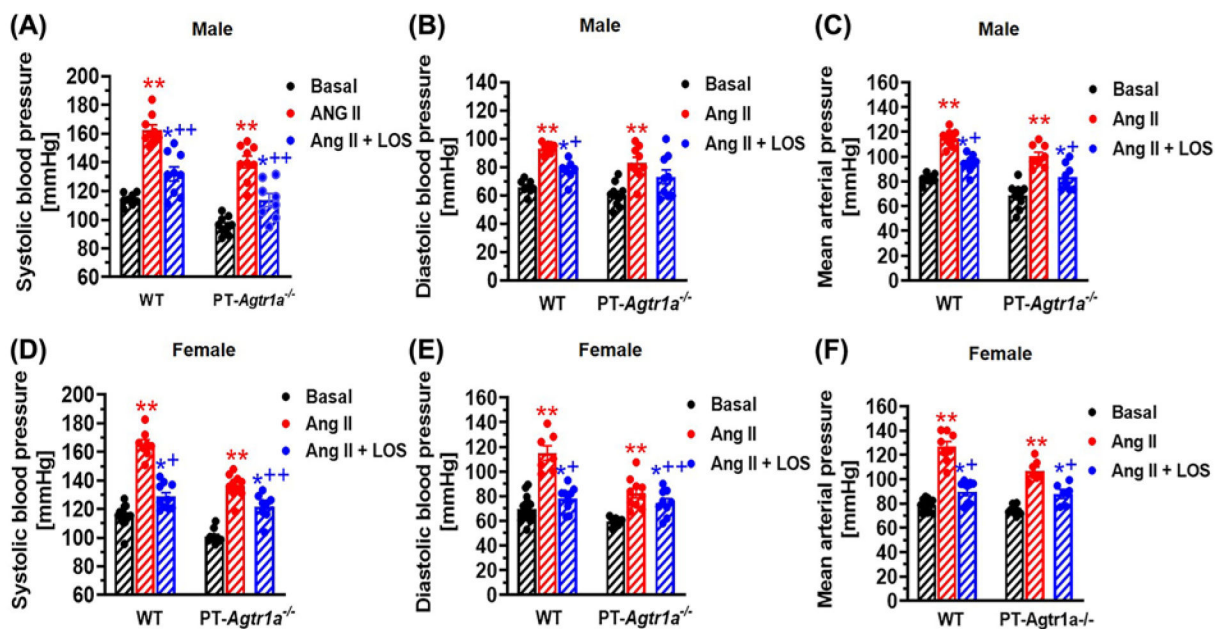 (A)
Male
Systolic blood pressure
[mmHg]
200
180
160
140
120
100
80
60
**
*++
**
*++
Basal
ANG II
Ang II + LOS
WT
PT-Agtr1a-/-
(B)
Male
Diastolic blood pressure
[mmHg]
140
120
100
80
60
40
20
0
**
*+
**
Basal
Ang II
Ang II + LOS
WT
PT-Agtr1a-/-
(C)
Male
Mean arterial pressure
[mmHg]
160
140
120
100
80
60
40
20
0
**
*+
**
*+
Basal
Ang II
Ang II + LOS
WT
PT-Agtr1a-/-
(D)
Female
Systolic blood pressure
[mmHg]
200
180
160
140
120
100
80
60
**
*+
**
*++
Basal
Ang II
Ang II + LOS
WT
PT-Agtr1a-/-
(E)
Female
Diastolic blood pressure
[mmHg]
160
140
120
100
80
60
40
20
0
**
*+
**
*++
Basal
Ang II
Ang II + LOS
WT
PT-Agtr1a-/-
(F)
Female
Mean arterial pressure
[mmHg]
160
140
120
100
80
60
40
20
0
**
*+
**
*+
Basal
Ang II
Ang II + LOS
WT
PT-Agtr1a-/-